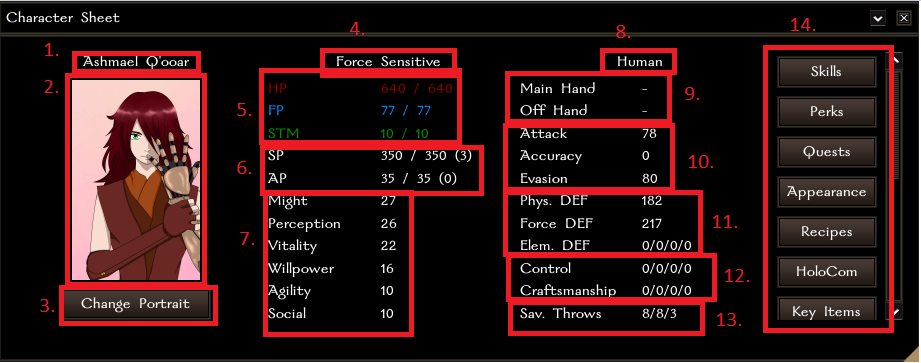 Character Sheet
14.
4.
8.
1.
Ashmael Q'ooar
Force Sensitive
Human
2.
HP 640 / 640
FP 77 / 77
STM 10 / 10
5.
SP 350 / 350 (3)
AP 35 / 35 (0)
6.
Might 27
Perception 26
Vitality 22
Willpower 16
Agility 10
Social 10
7.
3.
Change Portrait
Main Hand -
Off Hand -
9.
Attack 78
Accuracy 0
Evasion 80
10.
Phys. DEF 182
Force DEF 217
Elem. DEF 0/0/0/0
11.
Control 0/0/0/0
Craftsmanship 0/0/0/0
12.
Sav. Throws 8/8/3
13.
Skills
Perks
Quests
Appearance
Recipes
HoloCom
Key Items